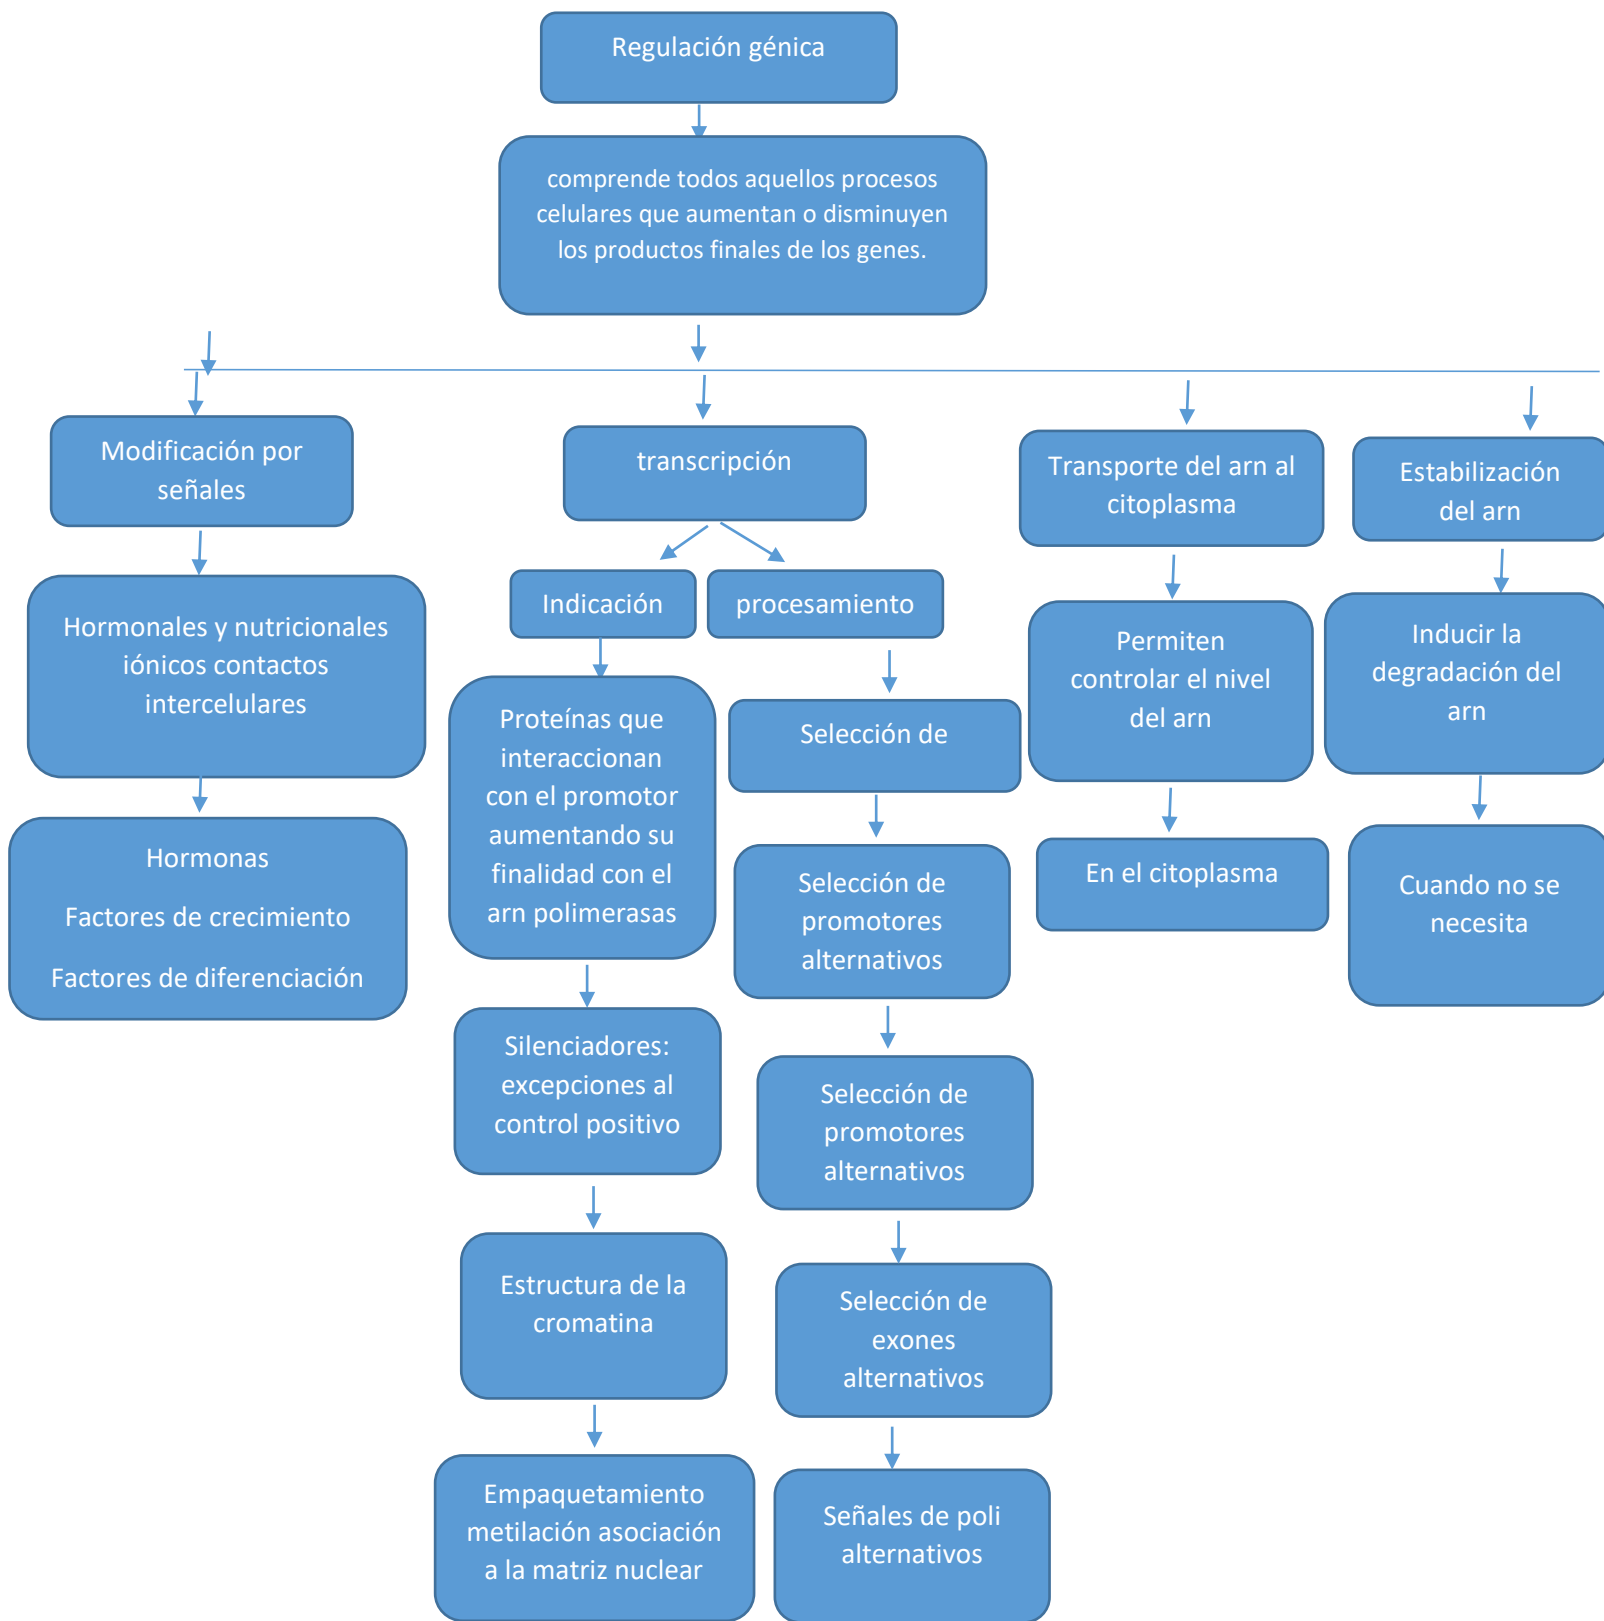 Regulación génica
comprende todos aquellos procesos
celulares que aumentan o disminuyen
los productos finales de los genes.
Modificación por
señales
Hormonales y nutricionales
iónicos contactos
intercelulares
Hormonas
Factores de crecimiento
Factores de diferenciación
transcripción
Indicación
Proteínas que
interaccionan
con el promotor
aumentando su
finalidad con el
arn polimerasas
Silenciadores:
excepciones al
control positivo
Estructura de la
cromatina
Empaquetamiento
metilación asociación
a la matriz nuclear
procesamiento
Selección de
Selección de
promotores
alternativos
Selección de
promotores
alternativos
Selección de
exones
alternativos
Señales de poli
alternativos
Transporte del arn al
citoplasma
Permiten
controlar el nivel
del arn
En el citoplasma
Estabilización
del arn
Inducir la
degradación del
arn
Cuando no se
necesita